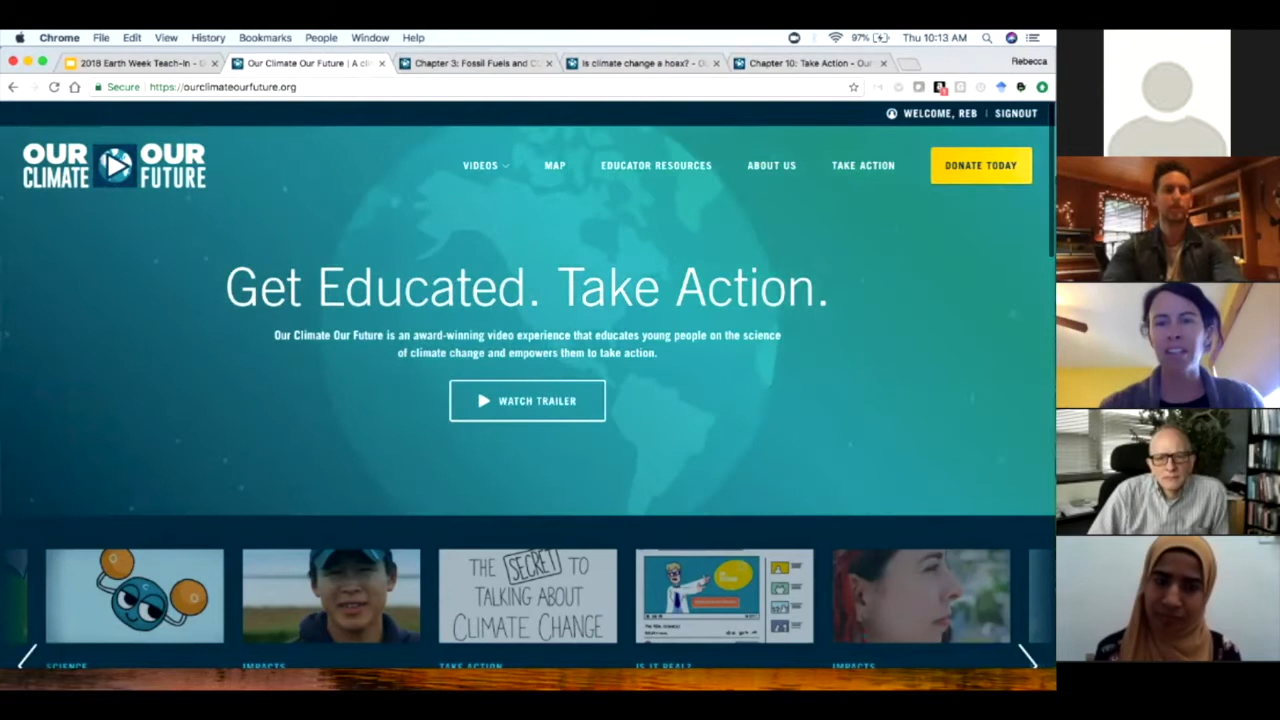 Chrome File Edit View History Bookmarks People Window Help 97% Thu 10:13 AM
2018 Earth Week Teach-In - Our Climate Our Future | A cli Chapter 3: Fossil Fuels and Is climate change a hoax? - Chapter 10: Take Action - Our Rebecca
Secure https://ourclimateourfuture.org
WELCOME, REB | SIGNOUT
OUR CLIMATE OUR FUTURE
VIDEOS MAP EDUCATOR RESOURCES ABOUT US TAKE ACTION DONATE TODAY
Get Educated. Take Action.
Our Climate Our Future is an award-winning video experience that educates young people on the science
of climate change and empowers them to take action.
WATCH TRAILER
THE SECRET TO
TALKING ABOUT
CLIMATE CHANGE
SCIENCE IMPACTS TAKE ACTION IS IT REAL? IMPACTS